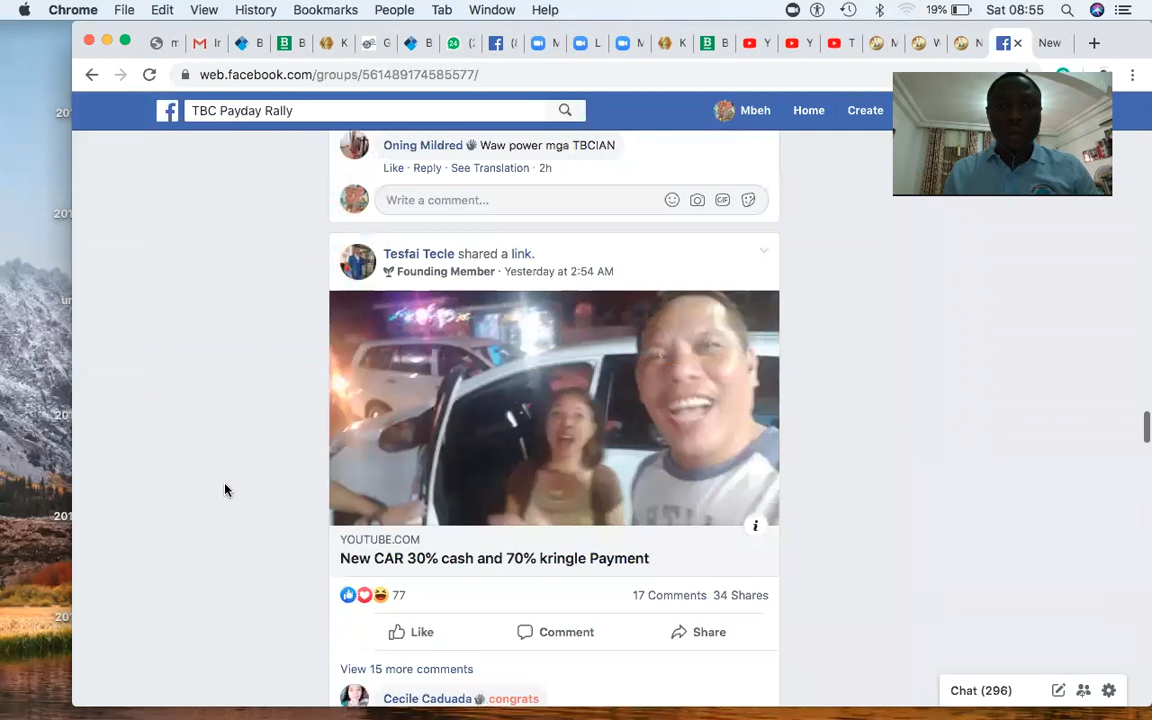 Chrome File Edit View History Bookmarks People Tab Window Help 19% Sat 08:55
New
web.facebook.com/groups/561489174585577/
TBC Payday Rally Mbeh Home Create
Oning Mildred Waw power mga TBCIAN
Like · Reply · See Translation · 2h
Write a comment... GIF
Tesfai Tecle shared a link.
Founding Member · Yesterday at 2:54 AM
YOUTUBE.COM
New CAR 30% cash and 70% kringle Payment
77 17 Comments 34 Shares
Like Comment Share
View 15 more comments
Cecile Caduada congrats
Chat (296)